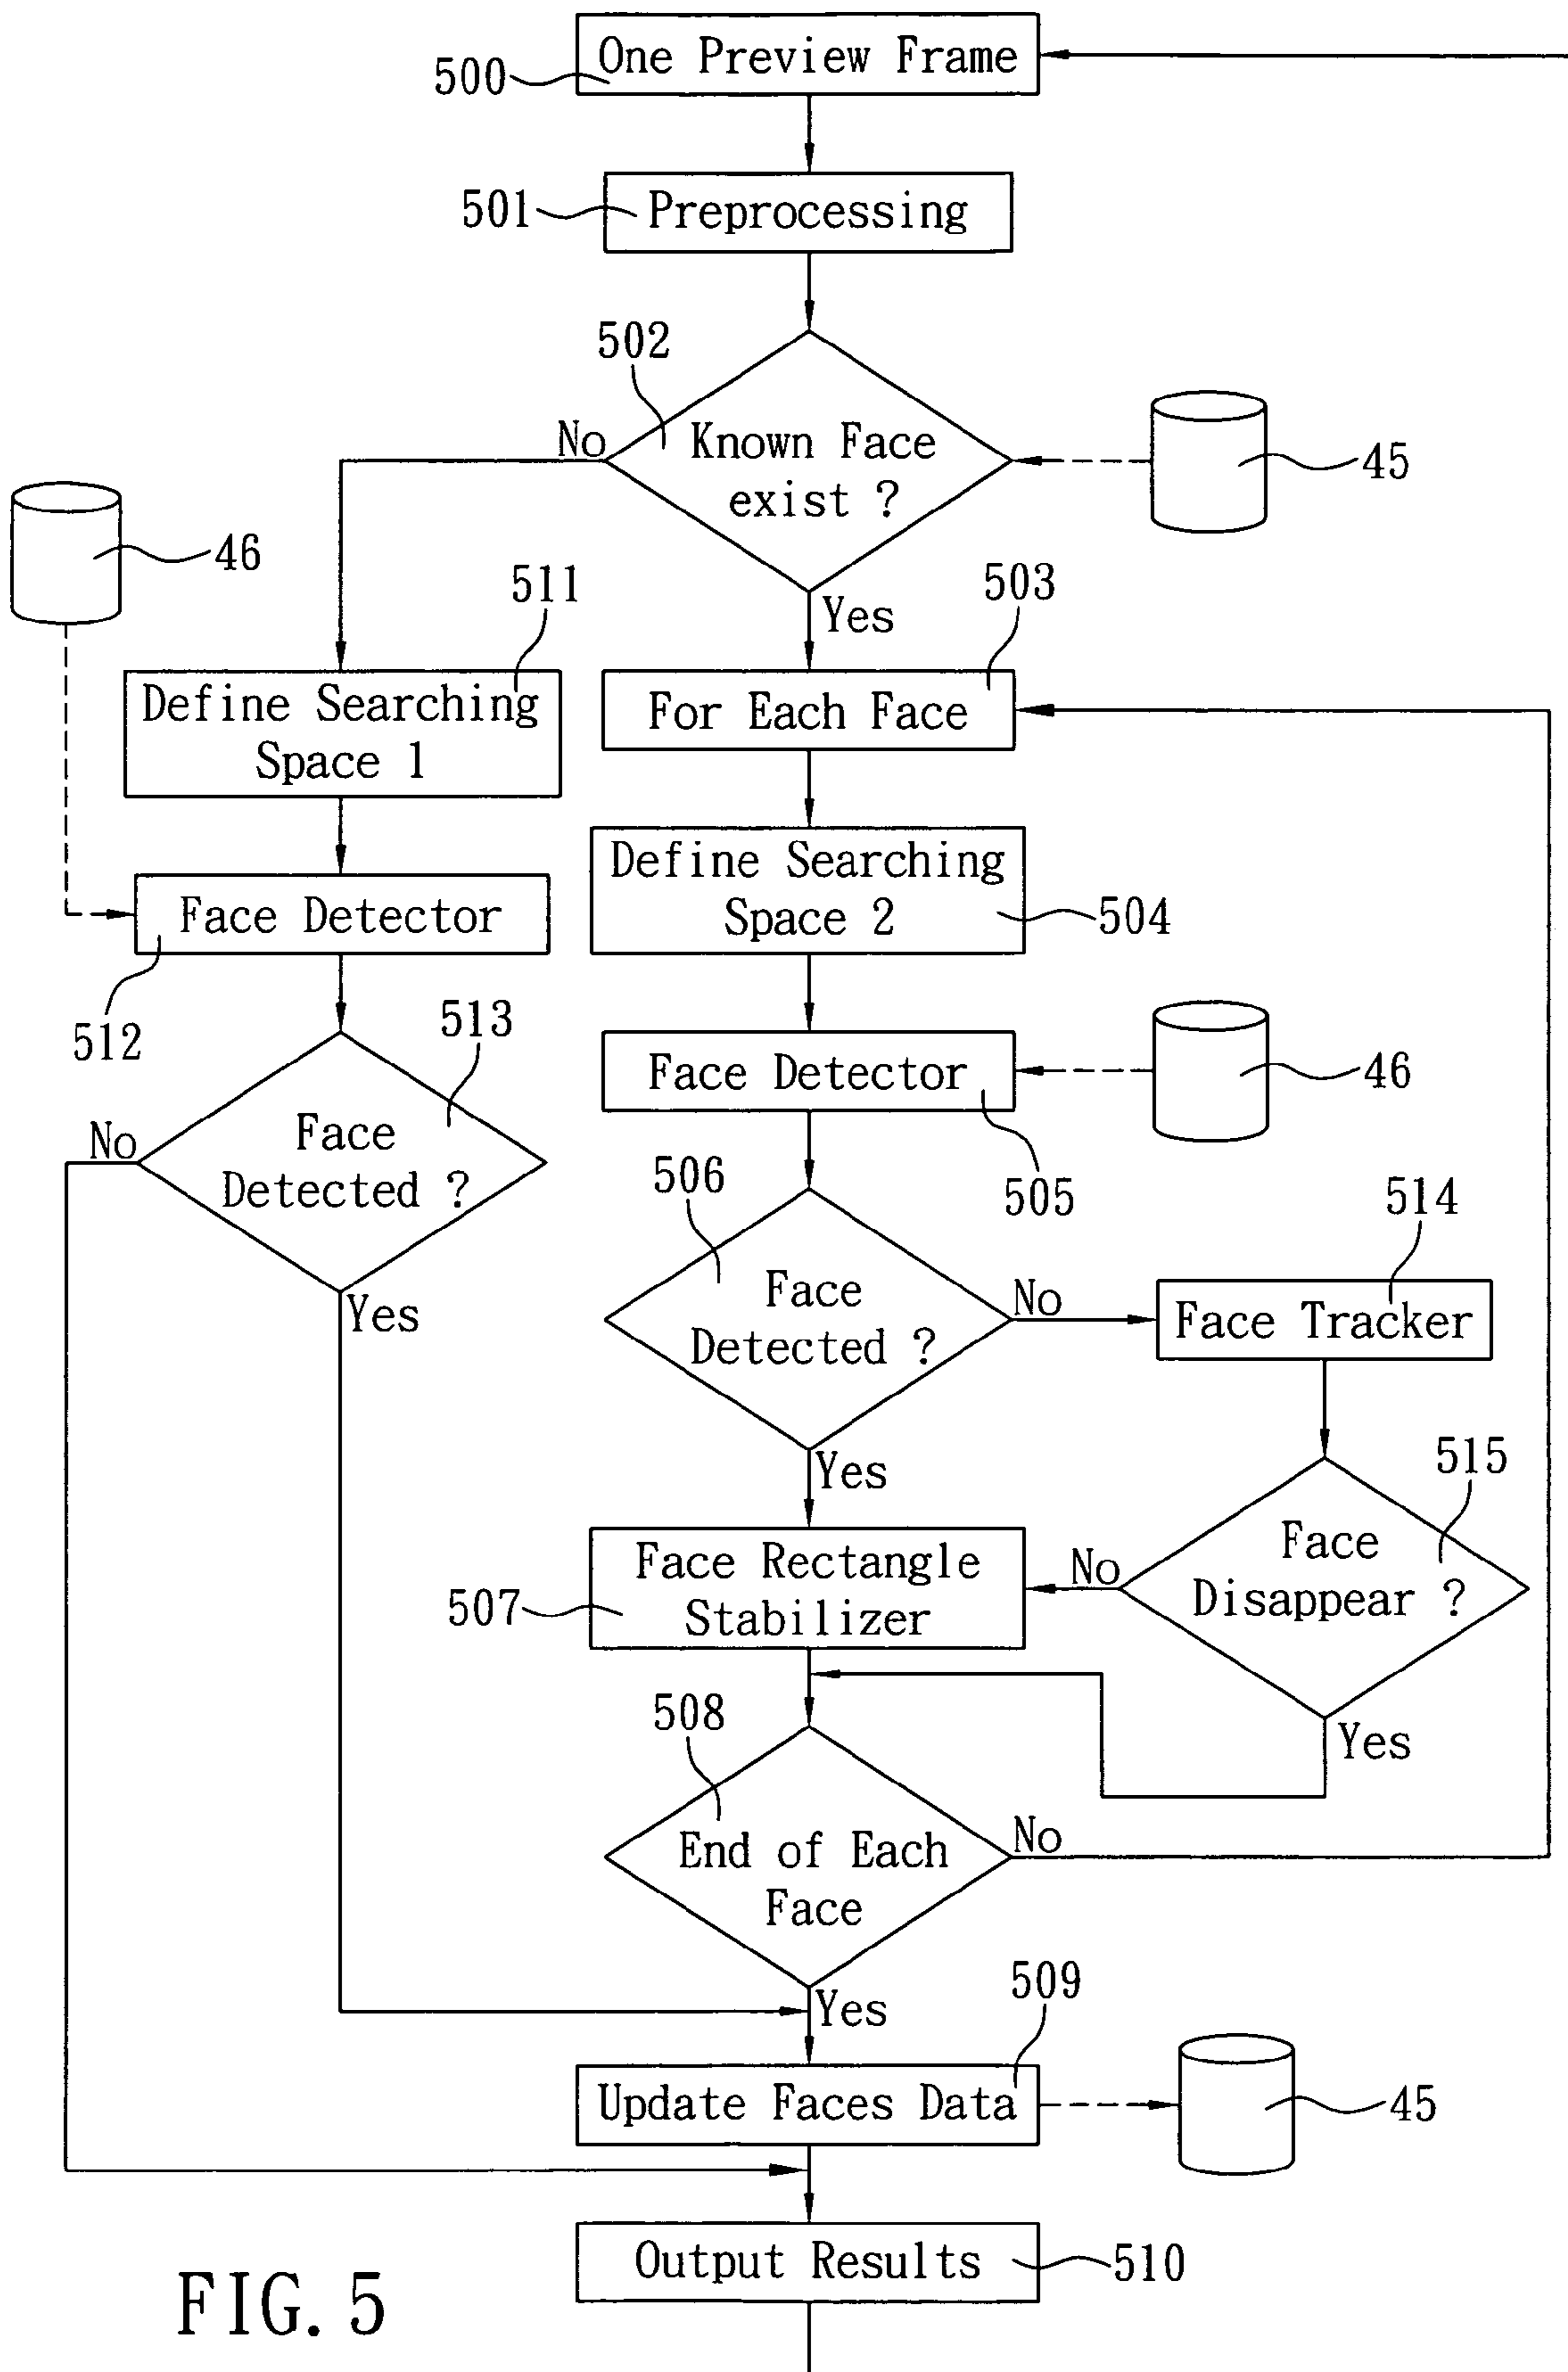 One Preview Frame
500
501
Preprocessing
502
No
Known Face
exist ?
45
46
511
Yes
503
Define Searching
Space 1
For Each Face
Define Searching
Space 2
504
Face Detector
512
513
Face Detector
46
505
No
Face
Detected ?
506
514
Face
Detected ?
No
Face Tracker
Yes
Yes
515
Face Rectangle
Stabilizer
507
No
Face
Disappear ?
508
Yes
End of Each
Face
No
Yes
509
Update Faces Data
45
Output Results
510
FIG. 5